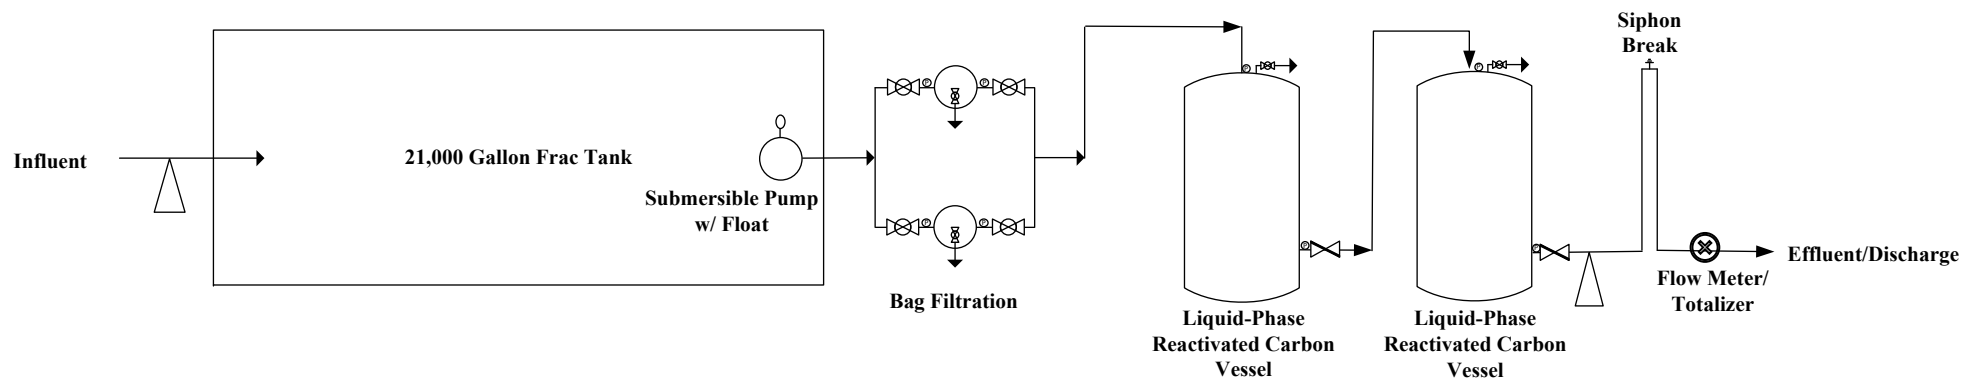 Influent
21,000 Gallon Frac Tank
Submersible Pump
w/ Float
P
P
P
P
Bag Filtration
P
P
Liquid-Phase
Reactivated Carbon
Vessel
P
P
Liquid-Phase
Reactivated Carbon
Vessel
Siphon
Break
Flow Meter/
Totalizer
Effluent/Discharge